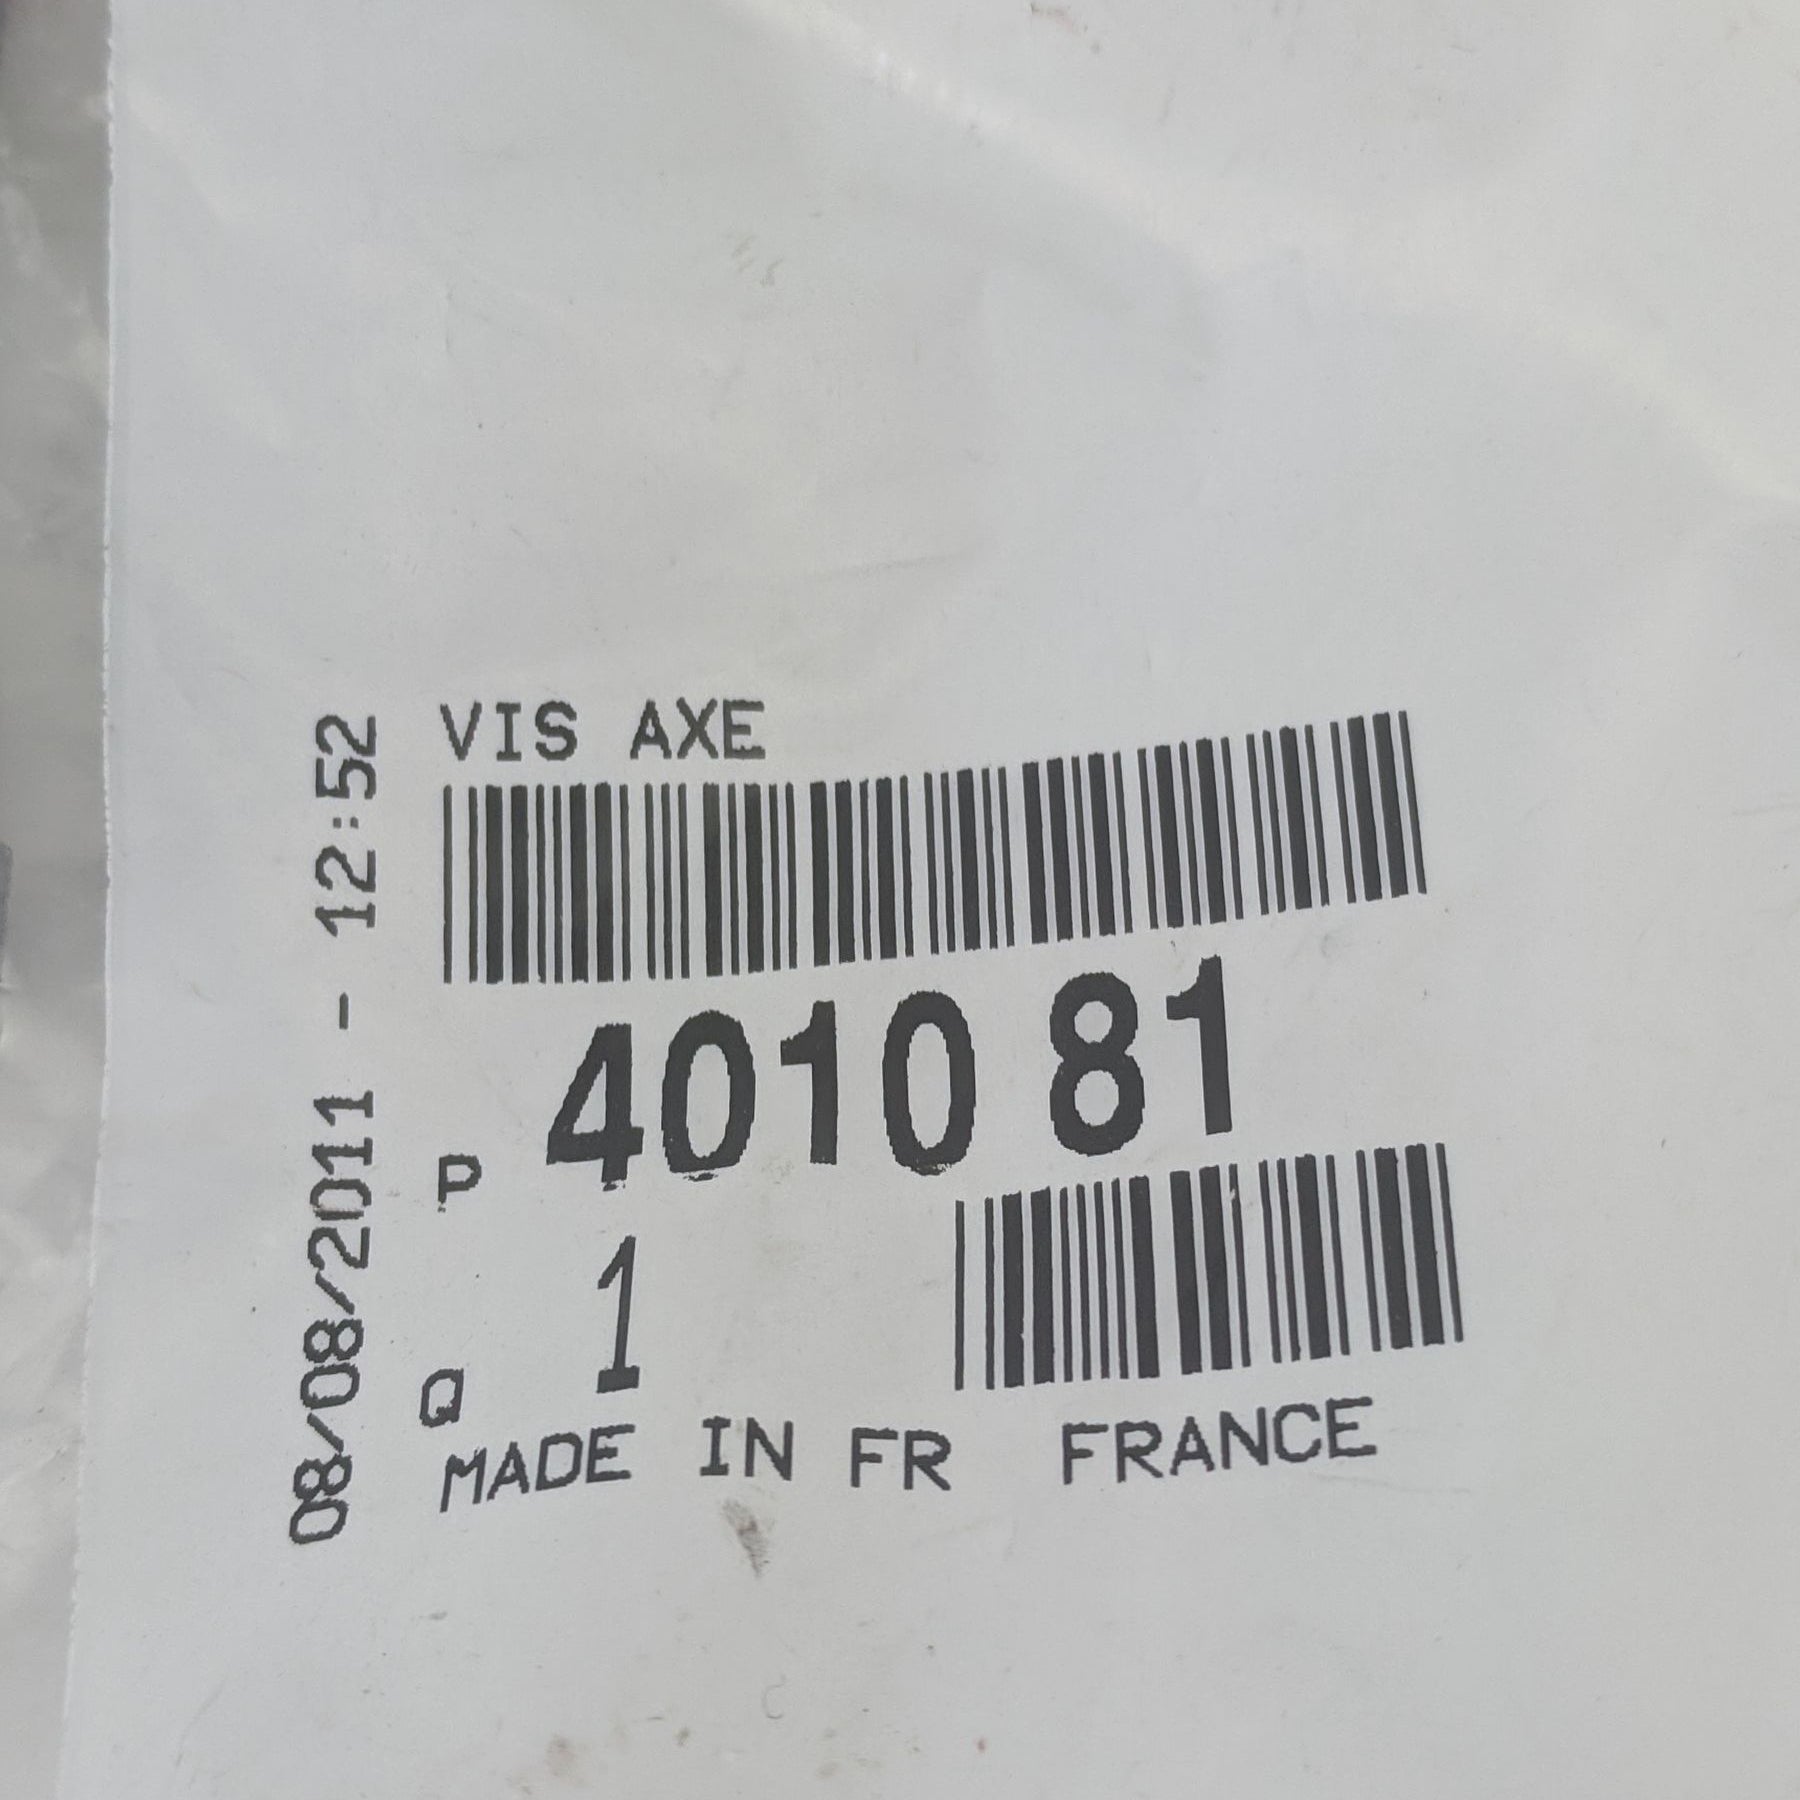 VIS AXE
P 4010 81
Q 1
MADE IN FR FRANCE
08/08/2011 - 12:52